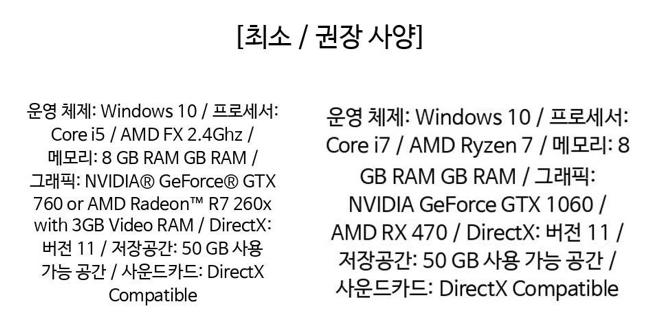 [최소 / 권장 사양]
운영 체제: Windows 10 / 프로세서:
Core i5 / AMD FX 2.4Ghz /
메모리: 8 GB RAM GB RAM /
그래픽: NVIDIA® GeForce® GTX
760 or AMD Radeon™ R7 260x
with 3GB Video RAM / DirectX:
버전 11 / 저장공간: 50 GB 사용
가능 공간 / 사운드카드: DirectX
Compatible
운영 체제: Windows 10 / 프로세서:
Core i7 / AMD Ryzen 7 / 메모리: 8
GB RAM GB RAM / 그래픽:
NVIDIA GeForce GTX 1060 /
AMD RX 470 / DirectX: 버전 11 /
저장공간: 50 GB 사용 가능 공간 /
사운드카드: DirectX Compatible